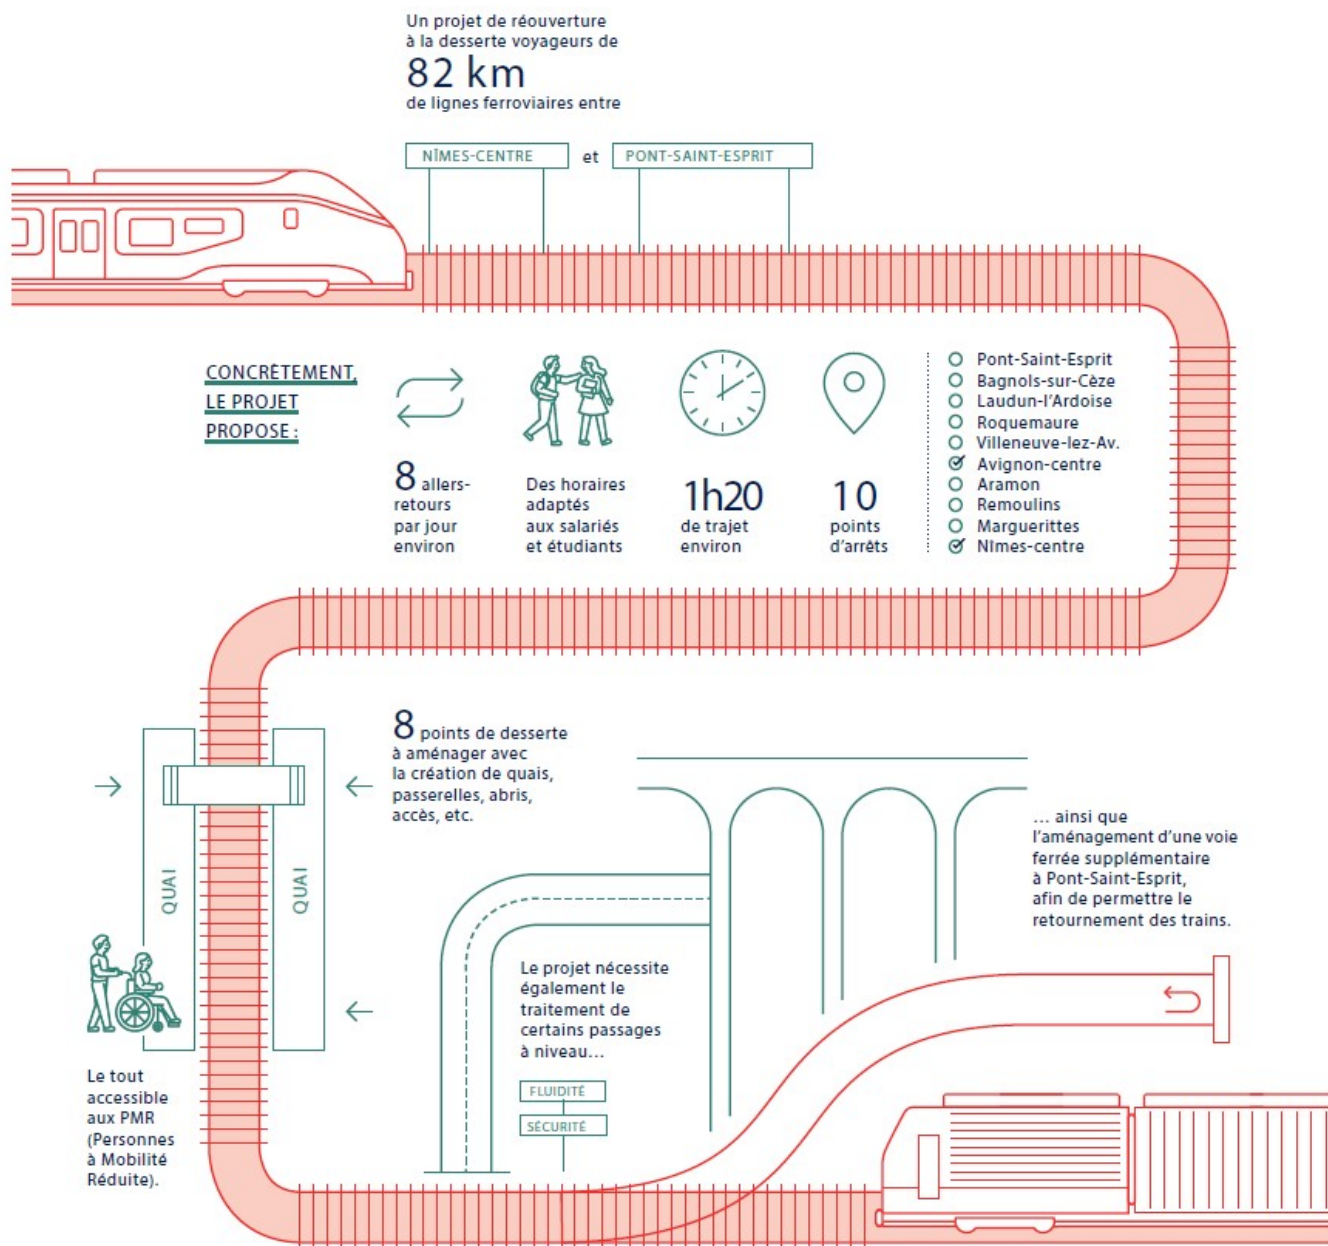 Un projet de réouverture
à la desserte voyageurs de
82 km
de lignes ferroviaires entre
NÎMES-CENTRE et PONT-SAINT-ESPRIT
CONCRÈTEMENT,
LE PROJET
PROPOSE :
8 allers-
retours
par jour
environ
Des horaires
adaptés
aux salariés
et étudiants
1h20
de trajet
environ
10
points
d'arrêts
Pont-Saint-Esprit
Bagnols-sur-Cèze
Laudun-l'Ardoise
Roquemaure
Villeneuve-lez-Av.
Avignon-centre
Aramon
Remoulins
Marguerittes
Nîmes-centre
8 points de desserte
à aménager avec
la création de quais,
passerelles, abris,
accès, etc.
QUAI
QUAI
Le tout
accessible
aux PMR
(Personnes
à Mobilité
Réduite).
Le projet nécessite
également le
traitement de
certains passages
à niveau...
FLUIDITÉ
SÉCURITÉ
... ainsi que
l'aménagement d'une voie
ferrée supplémentaire
à Pont-Saint-Esprit,
afin de permettre le
retournement des trains.